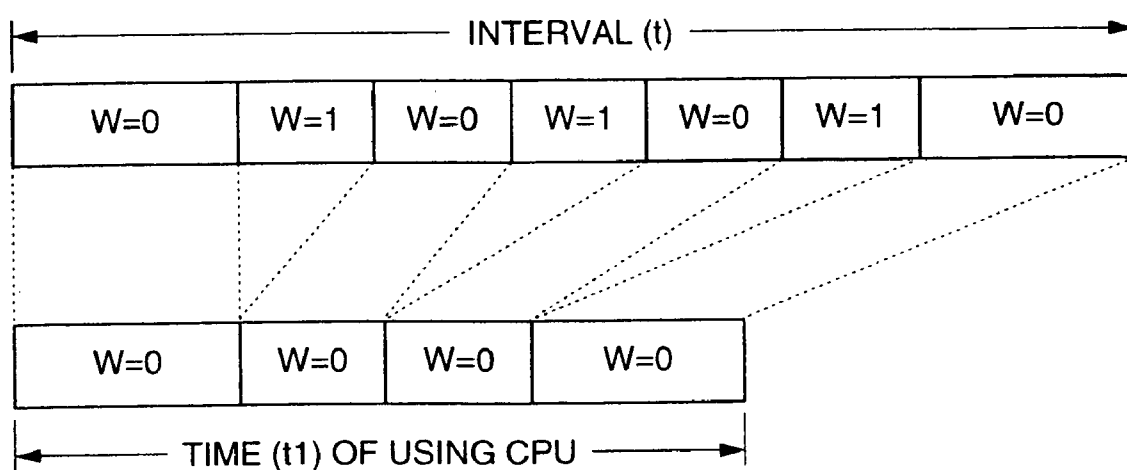 INTERVAL (t)
W=0 W=1 W=0 W=1 W=0 W=1 W=0
W=0 W=0 W=0 W=0
TIME (t1) OF USING CPU